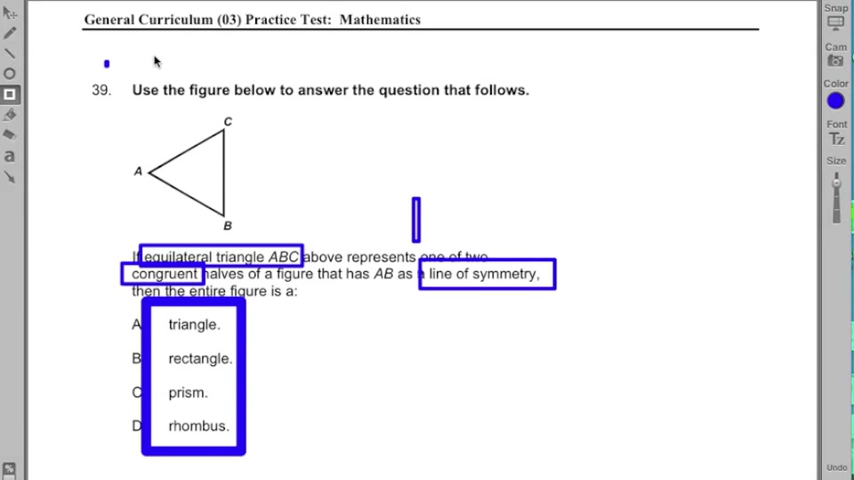 General Curriculum (03) Practice Test: Mathematics
Snap
Cam
Color
Font
Tz
Size
39. Use the figure below to answer the question that follows.
C
A
B
If equilateral triangle ABC above represents one of two
congruent halves of a figure that has AB as a line of symmetry,
then the entire figure is a:
A triangle.
B rectangle.
C prism.
D rhombus.
a
Undo
%